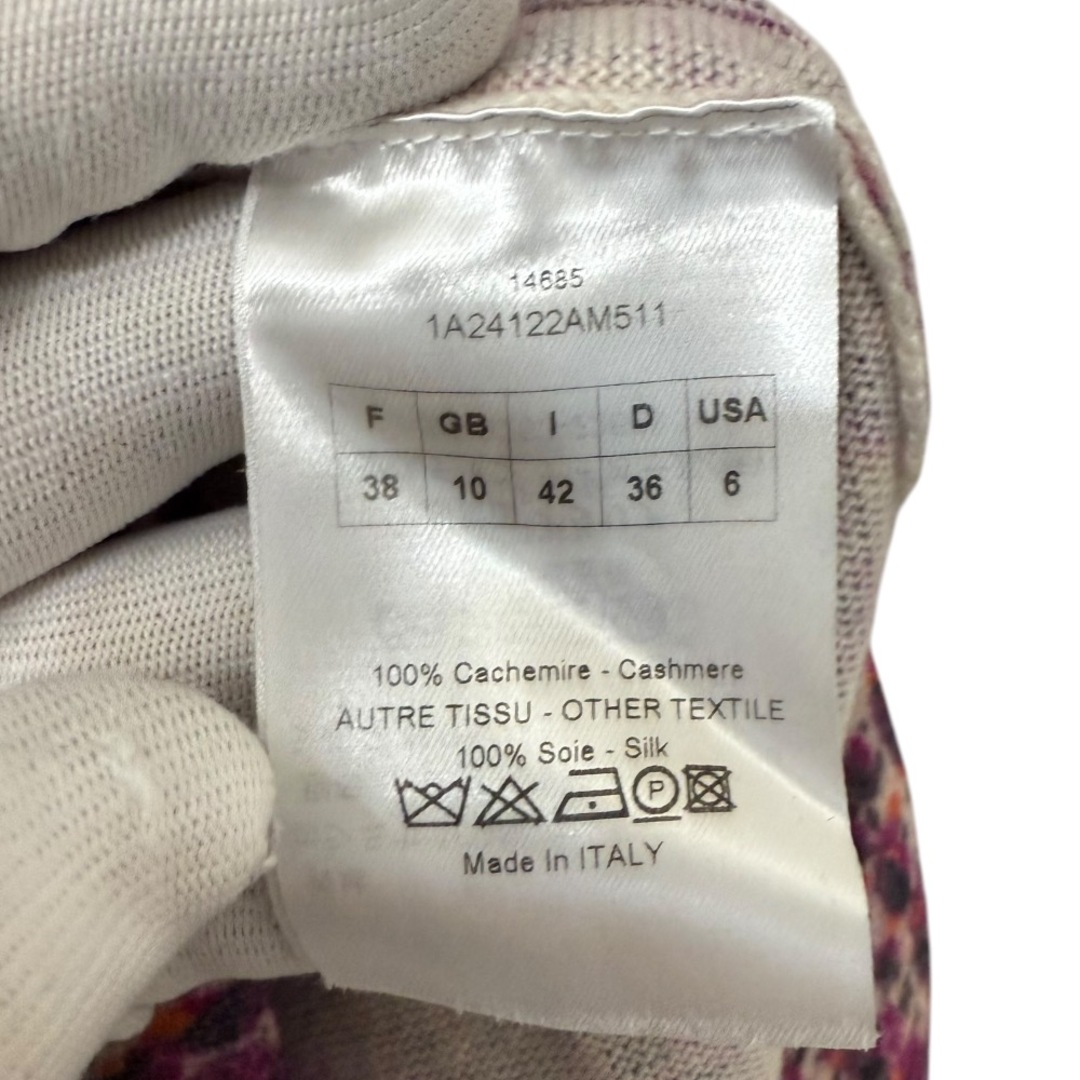 14685
1A24122AM511
F GB I D USA
38 10 42 36 6
100% Cachemire - Cashmere
AUTRE TISSU - OTHER TEXTILE
100% Soie - Silk
P
Made In ITALY